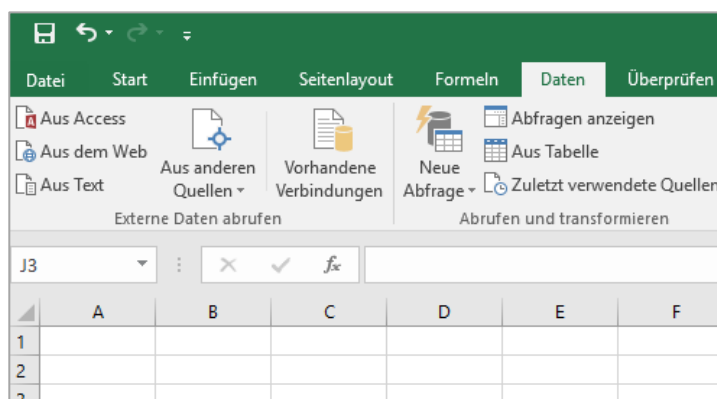 Datei Start Einfügen Seitenlayout Formeln Daten Überprüfen
Aus Access
Aus dem Web
Aus Text
Aus anderen
Quellen
Vorhandene
Verbindungen
Externe Daten abrufen
Neue
Abfrage
Abfragen anzeigen
Aus Tabelle
Zuletzt verwendete Quellen
Abrufen und transformieren
J3 fx
A B C D E F
1
2
3